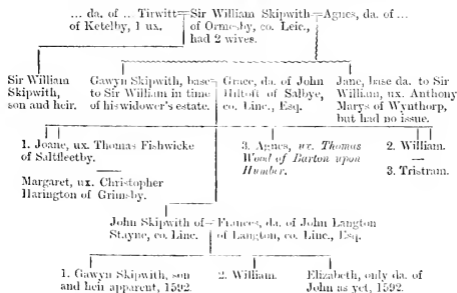 ... da. of ... Tirwitt=Sir William Skipwith=Agnes, da. of ...
of Ketelby, 1 ux. of Ormesby, co. Leic.,
had 2 wives.
Sir William Skipwith, son and heir.
Gawyn Skipwith, base to Sir William in time of his widower's estate.
Grace, da. of John Hiltoft of Salbye, co. Linc., Esq.
Jane, base da. to Sir William, ux. Anthony Marys of Wynthorp, but had no issue.
1. Joane, ux. Thomas Fishwicke of Saltfleetby.
Margaret, ux. Christopher Harington of Grimsby.
3. Agnes, ux. Thomas Wood of Barton upon Humber.
2. William.
3. Tristram.
John Skipwith of Stayne, co. Linc.
Frances, da. of John Langton of Langton, co. Linc., Esq.
1. Gawyn Skipwith, son and heir apparent, 1592.
2. William.
Elizabeth, only da. of John as yet, 1592.